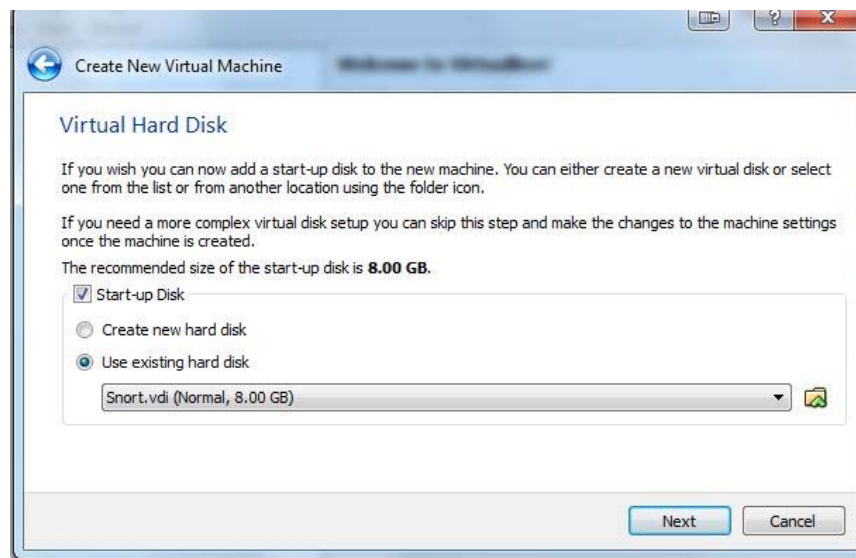 Create New Virtual Machine
Welcome to VirtualBox!
Virtual Hard Disk
If you wish you can now add a start-up disk to the new machine. You can either create a new virtual disk or select
one from the list or from another location using the folder icon.
If you need a more complex virtual disk setup you can skip this step and make the changes to the machine settings
once the machine is created.
The recommended size of the start-up disk is 8.00 GB.
Start-up Disk
Create new hard disk
Use existing hard disk
Snort.vdi (Normal, 8.00 GB)
Next
Cancel